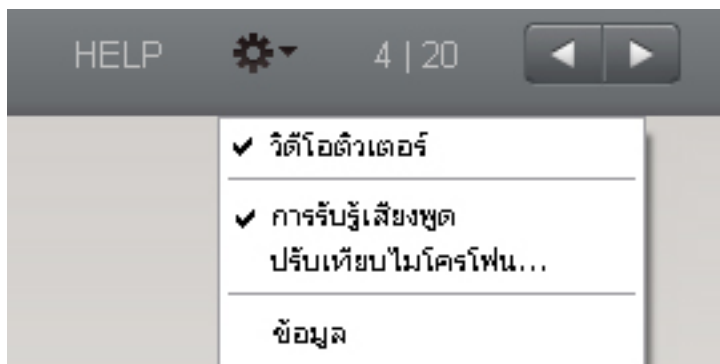 HELP 4 | 20
วิดีโอติวเตอร์
การรับรู้เสียงพูด
ปรับเทียบไมโครโฟน...
ข้อมูล